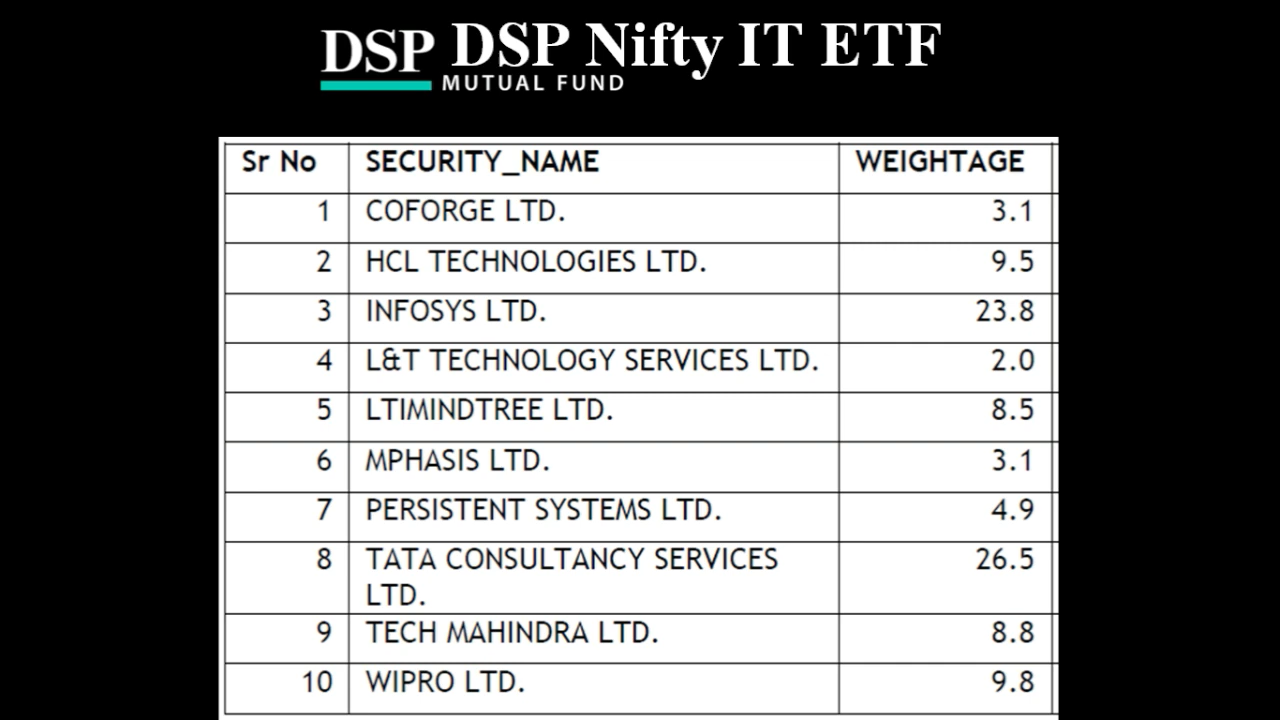 DSP DSP Nifty IT ETF
MUTUAL FUND
Sr No SECURITY_NAME WEIGHTAGE
1 COFORGE LTD. 3.1
2 HCL TECHNOLOGIES LTD. 9.5
3 INFOSYS LTD. 23.8
4 L&T TECHNOLOGY SERVICES LTD. 2.0
5 LTIMINDTREE LTD. 8.5
6 MPHASIS LTD. 3.1
7 PERSISTENT SYSTEMS LTD. 4.9
8 TATA CONSULTANCY SERVICES 26.5
LTD.
9 TECH MAHINDRA LTD. 8.8
10 WIPRO LTD. 9.8